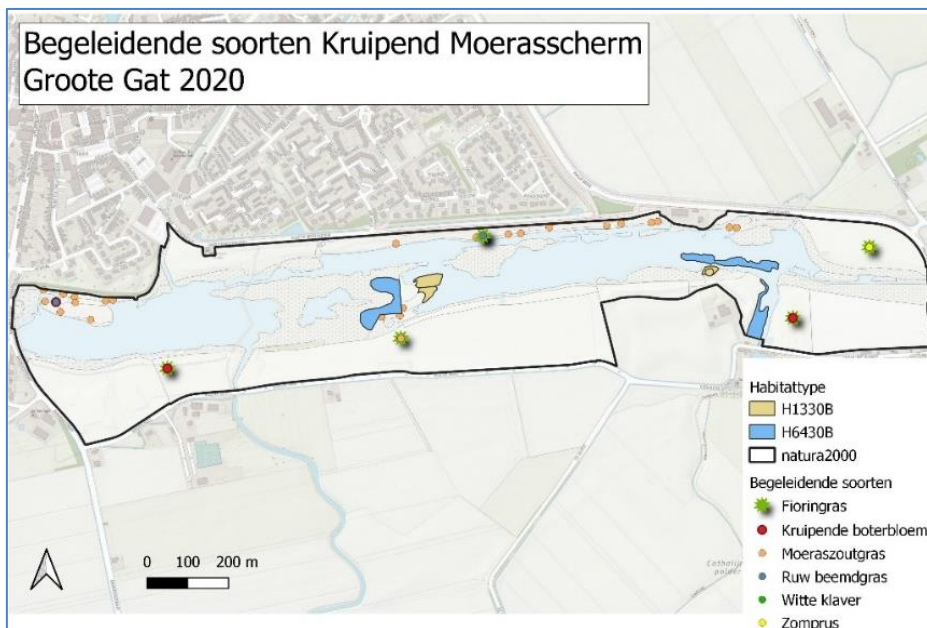 Begeleidende soorten Kruipend Moerasscherm
Groote Gat 2020
Habitattype
H1330B
H6430B
natura2000
Begeleidende soorten
Fioringras
Kruipende boterbloem
Moeraszoutgras
Ruw beemdgras
Witte klaver
Zomprus
0 100 200 m